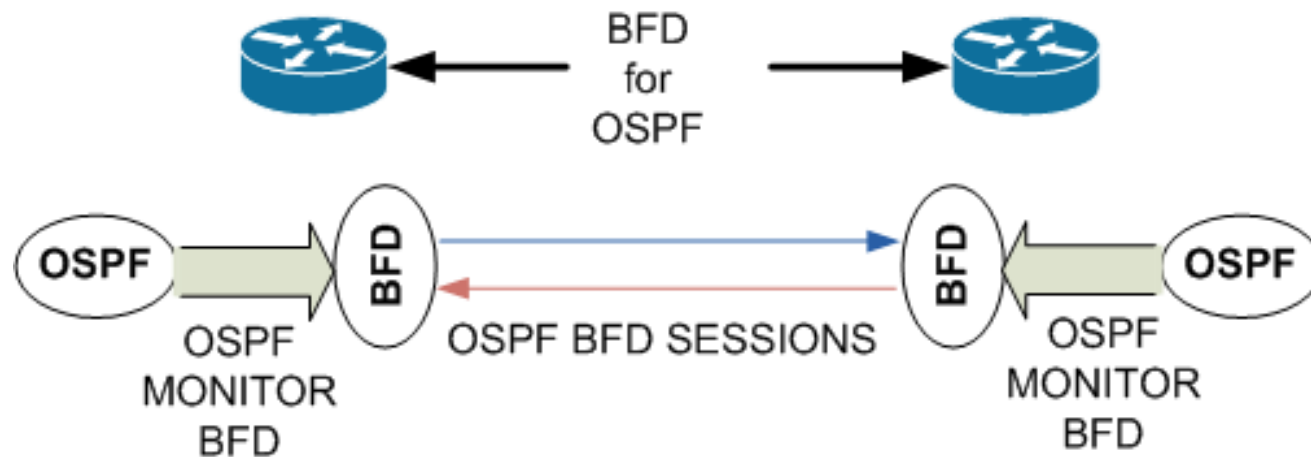 BFD
for
OSPF
OSPF
BFD
BFD
OSPF
OSPF BFD SESSIONS
OSPF
MONITOR
BFD
OSPF
MONITOR
BFD